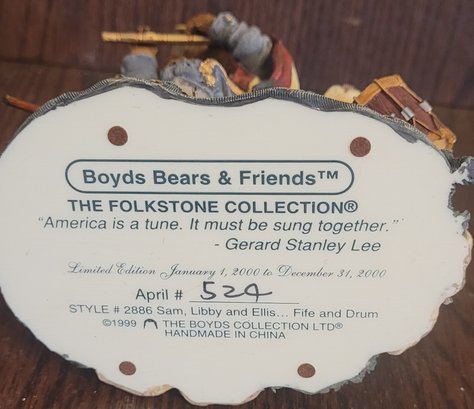 Boyds Bears & Friends™
THE FOLKSTONE COLLECTION®
“America is a tune. It must be sung together.”
- Gerard Stanley Lee
Limited Edition January 1, 2000 to December 31, 2000
April # 524
STYLE # 2886 Sam, Libby and Ellis... Fife and Drum
©1999 THE BOYDS COLLECTION LTD®
HANDMADE IN CHINA